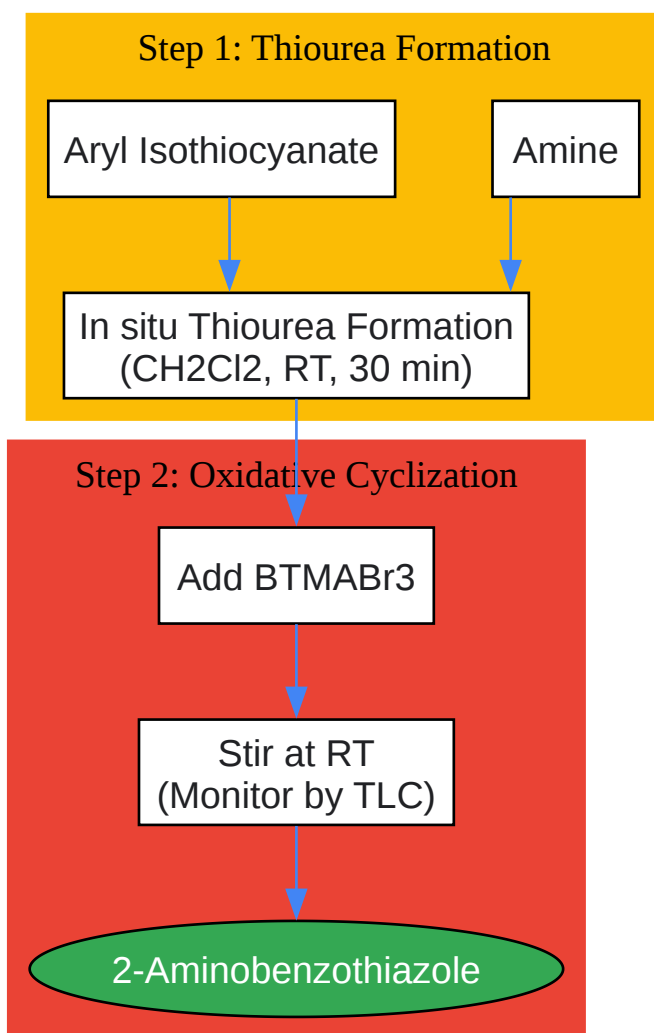 Step 1: Thiourea Formation
Aryl Isothiocyanate
Amine
In situ Thiourea Formation
(CH2Cl2, RT, 30 min)
Step 2: Oxidative Cyclization
Add BTMABr3
Stir at RT
(Monitor by TLC)
2-Aminobenzothiazole